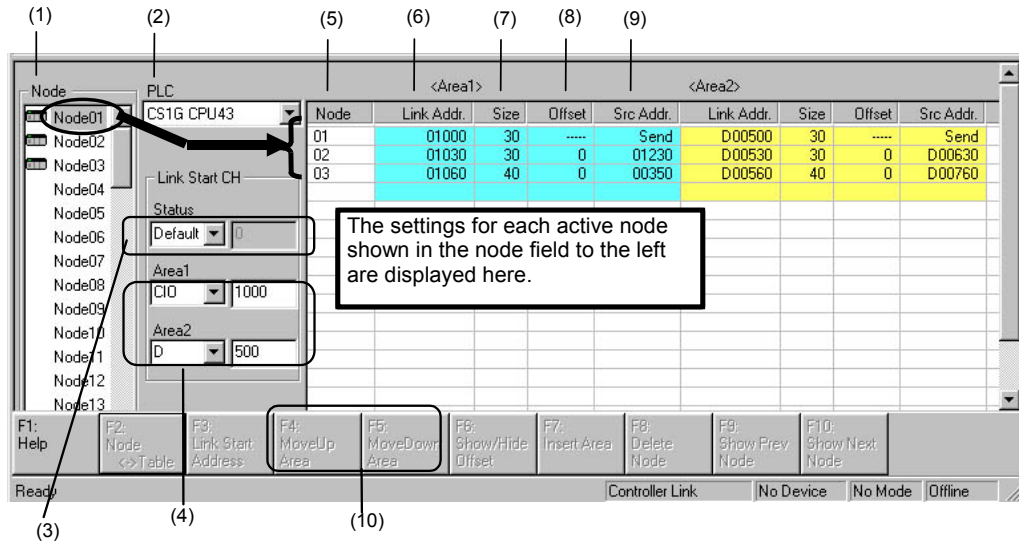 (1) (2) (5) (6) (7) (8) (9)
Node PLC <Area1> <Area2>
Node01 CS1G CPU43 Node Link Addr. Size Offset Src Addr. Link Addr. Size Offset Src Addr.
01 01000 30 ----- Send D00500 30 ----- Send
Node02 02 01030 30 0 01230 D00530 30 0 D00630
Node03 03 01060 40 0 00350 D00560 40 0 D00760
Link Start CH
Node04
Node05 Status
Node06 Default 0
Node07
Area1
Node08 CIO 1000
Node09
Node10 Area2
Node11 D 500
Node12
Node13
The settings for each active node
shown in the node field to the left
are displayed here.
F1: F2: F3: F4: F5: F6: F7: F8: F9: F10:
Help Node Link Start MoveUp MoveDown Show/Hide Insert Area Delete Show Prev Show Next
<->Table Address Area Area Offset Node Node Node
Ready Controller Link No Device No Mode Offline
(3) (4) (10)